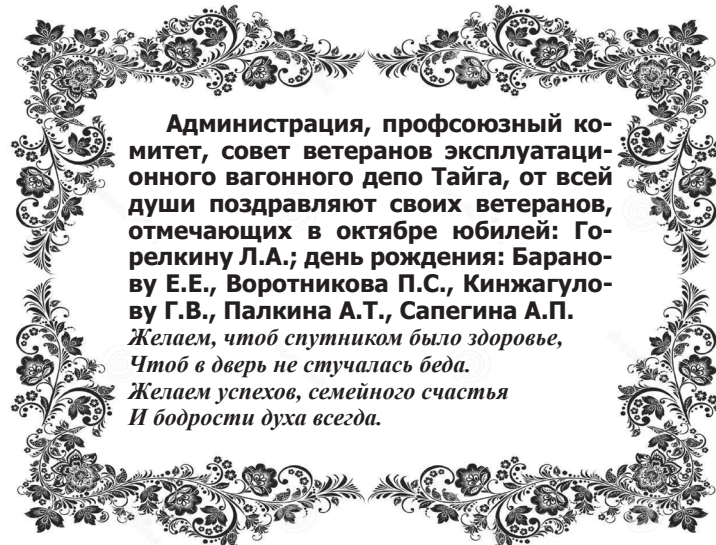 Администрация, профсоюзный ко-
митет, совет ветеранов эксплуатаци-
онного вагонного депо Тайга, от всей
души поздравляют своих ветеранов,
отмечающих в октябре юбилей: Го-
релкину Л.А.; день рождения: Барано-
ву Е.Е., Воротникова П.С., Кинжагуло-
ву Г.В., Палкина А.Т., Сапегина А.П.
Желаем, чтоб спутником было здоровье,
Чтоб в дверь не стучалась беда.
Желаем успехов, семейного счастья
И бодрости духа всегда.